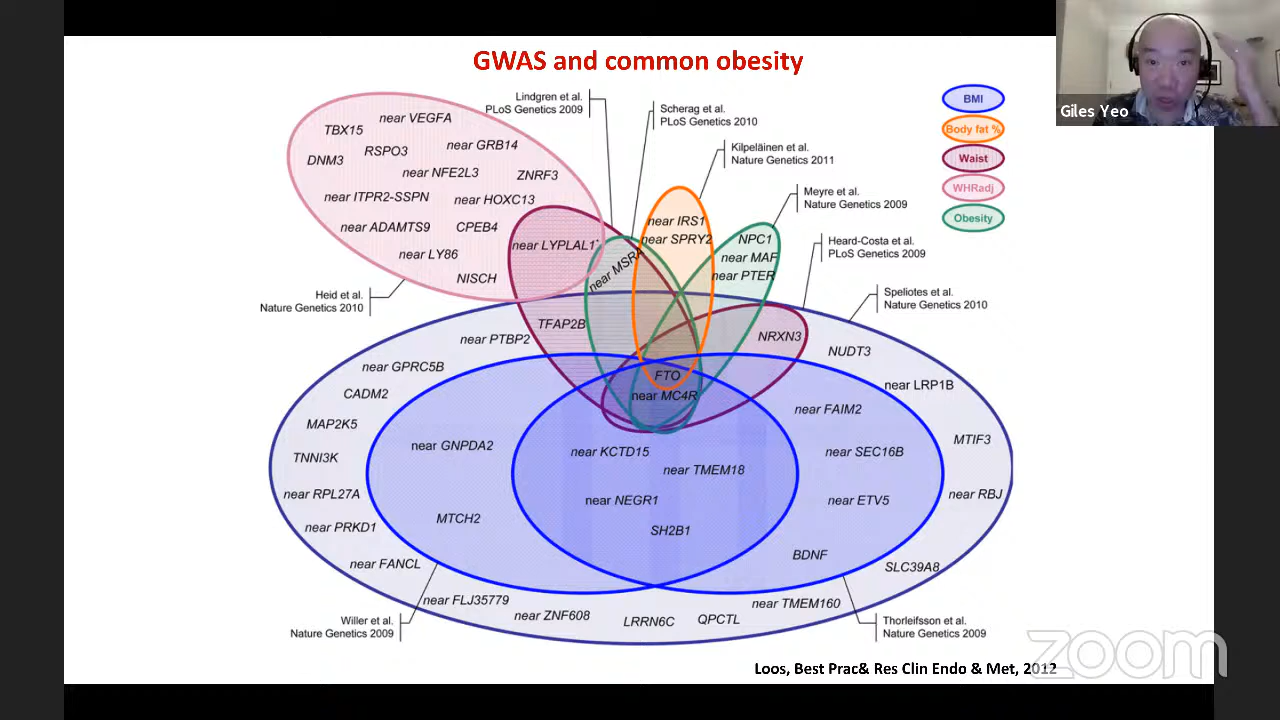 GWAS and common obesity
Giles Yeo
BMI
Body fat %
Waist
WHRadj
Obesity
Lindgren et al.
PLoS Genetics 2009
Scherag et al.
PLoS Genetics 2010
Kilpeläinen et al.
Nature Genetics 2011
Meyre et al.
Nature Genetics 2009
Heard-Costa et al.
PLoS Genetics 2009
Speliotes et al.
Nature Genetics 2010
Heid et al.
Nature Genetics 2010
near VEGFA
TBX15
RSPO3
near GRB14
DNM3
near NFE2L3
ZNRF3
near ITPR2-SSPN
near HOXC13
near ADAMTS9
CPEB4
near LY86
NISCH
near LYPLAL1
near MSRA
near IRS1
near SPRY2
NPC1
near MAF
near PTER
TFAP2B
near PTBP2
NRXN3
NUDT3
near GPRC5B
FTO
near LRP1B
CADM2
near MC4R
near FAIM2
MAP2K5
MTIF3
near GNPDA2
near KCTD15
near SEC16B
TNNI3K
near TMEM18
near RPL27A
near NEGR1
near ETV5
near RBJ
near PRKD1
MTCH2
SH2B1
BDNF
near FANCL
SLC39A8
near FLJ35779
near ZNF608
LRRN6C
QPCTL
near TMEM160
Willer et al.
Nature Genetics 2009
Thorleifsson et al.
Nature Genetics 2009
zoom
Loos, Best Prac& Res Clin Endo & Met, 2012